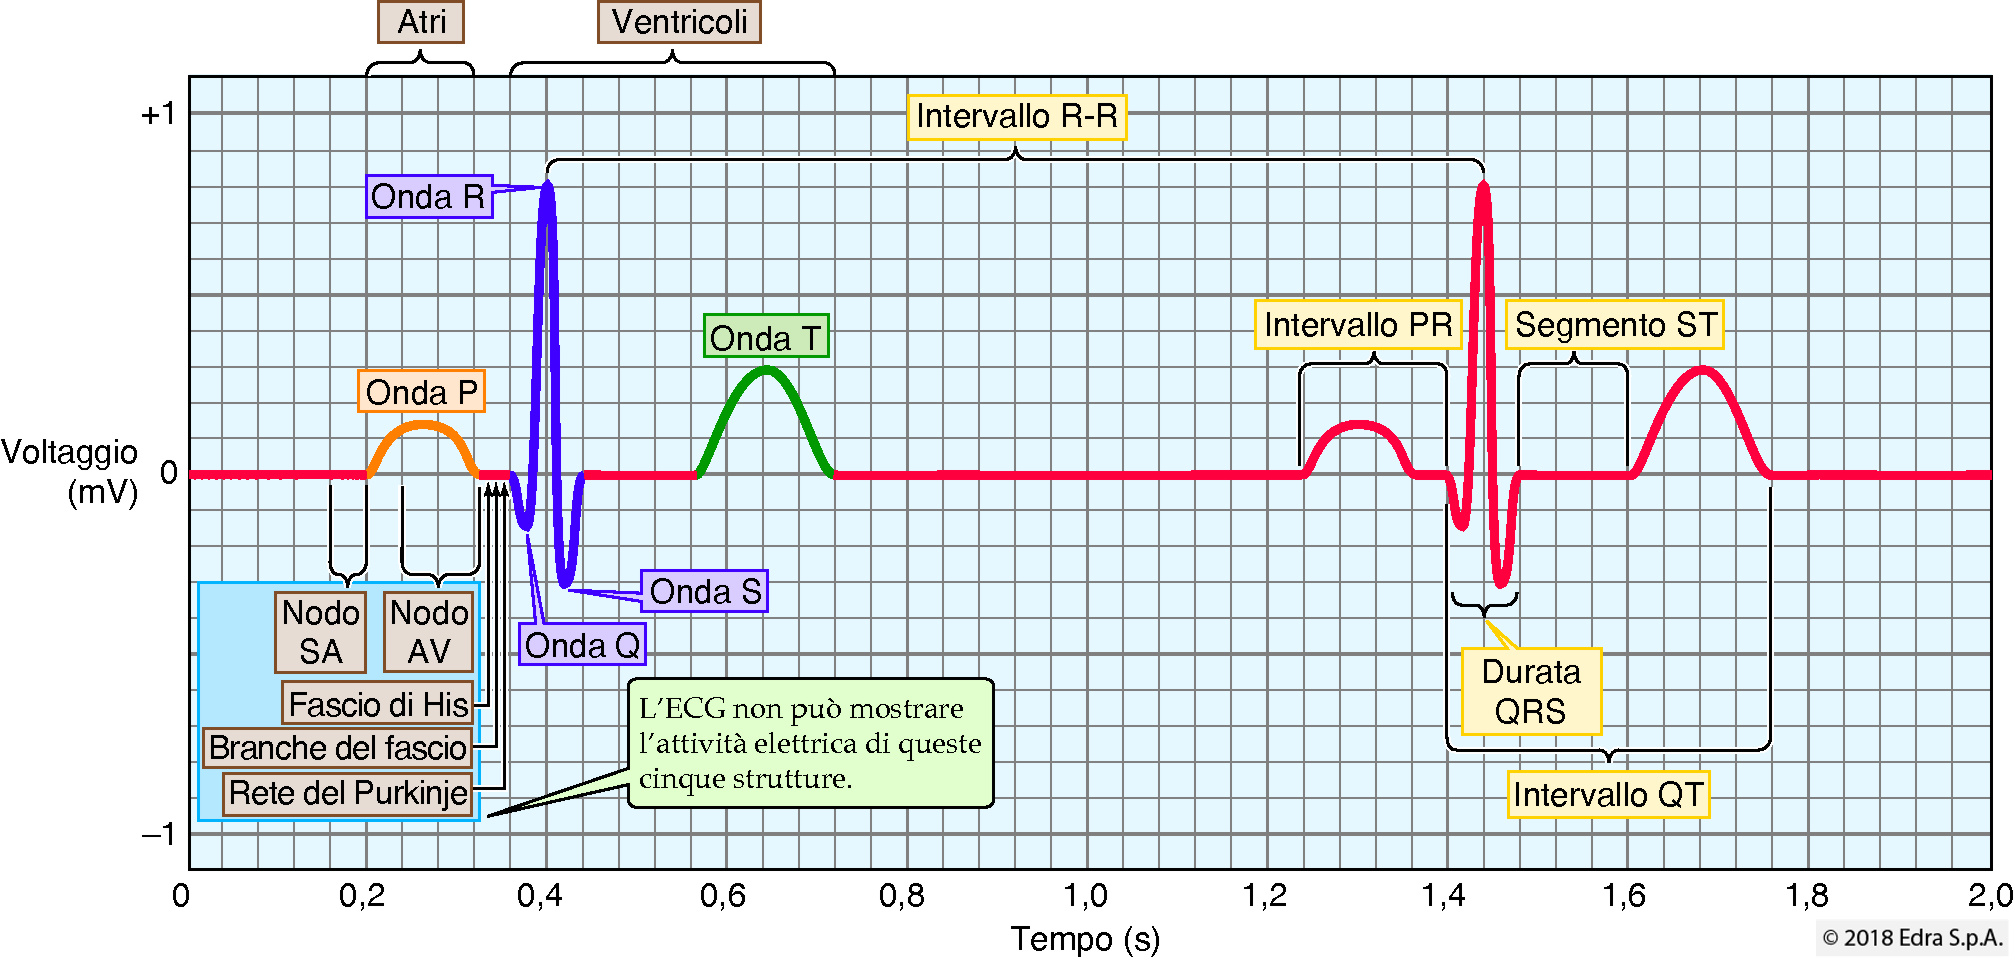 Atri
Ventricoli
+1
Intervallo R-R
Onda R
Intervallo PR
Segmento ST
Onda T
Onda P
Voltaggio
(mV)
0
Nodo
SA
Nodo
AV
Onda S
Onda Q
Fascio di His
Branche del fascio
Rete del Purkinje
L'ECG non può mostrare
l'attività elettrica di queste
cinque strutture.
Durata
QRS
Intervallo QT
–1
0 0,2 0,4 0,6 0,8 1,0 1,2 1,4 1,6 1,8 2,0
Tempo (s)
© 2018 Edra S.p.A.